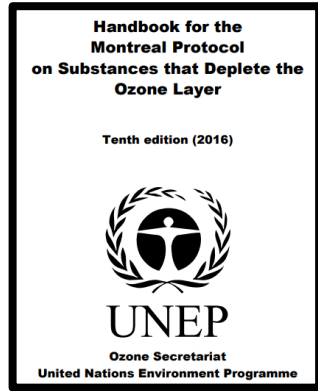 Handbook for the
Montreal Protocol
on Substances that Deplete the
Ozone Layer
Tenth edition (2016)
UNEP
Ozone Secretariat
United Nations Environment Programme